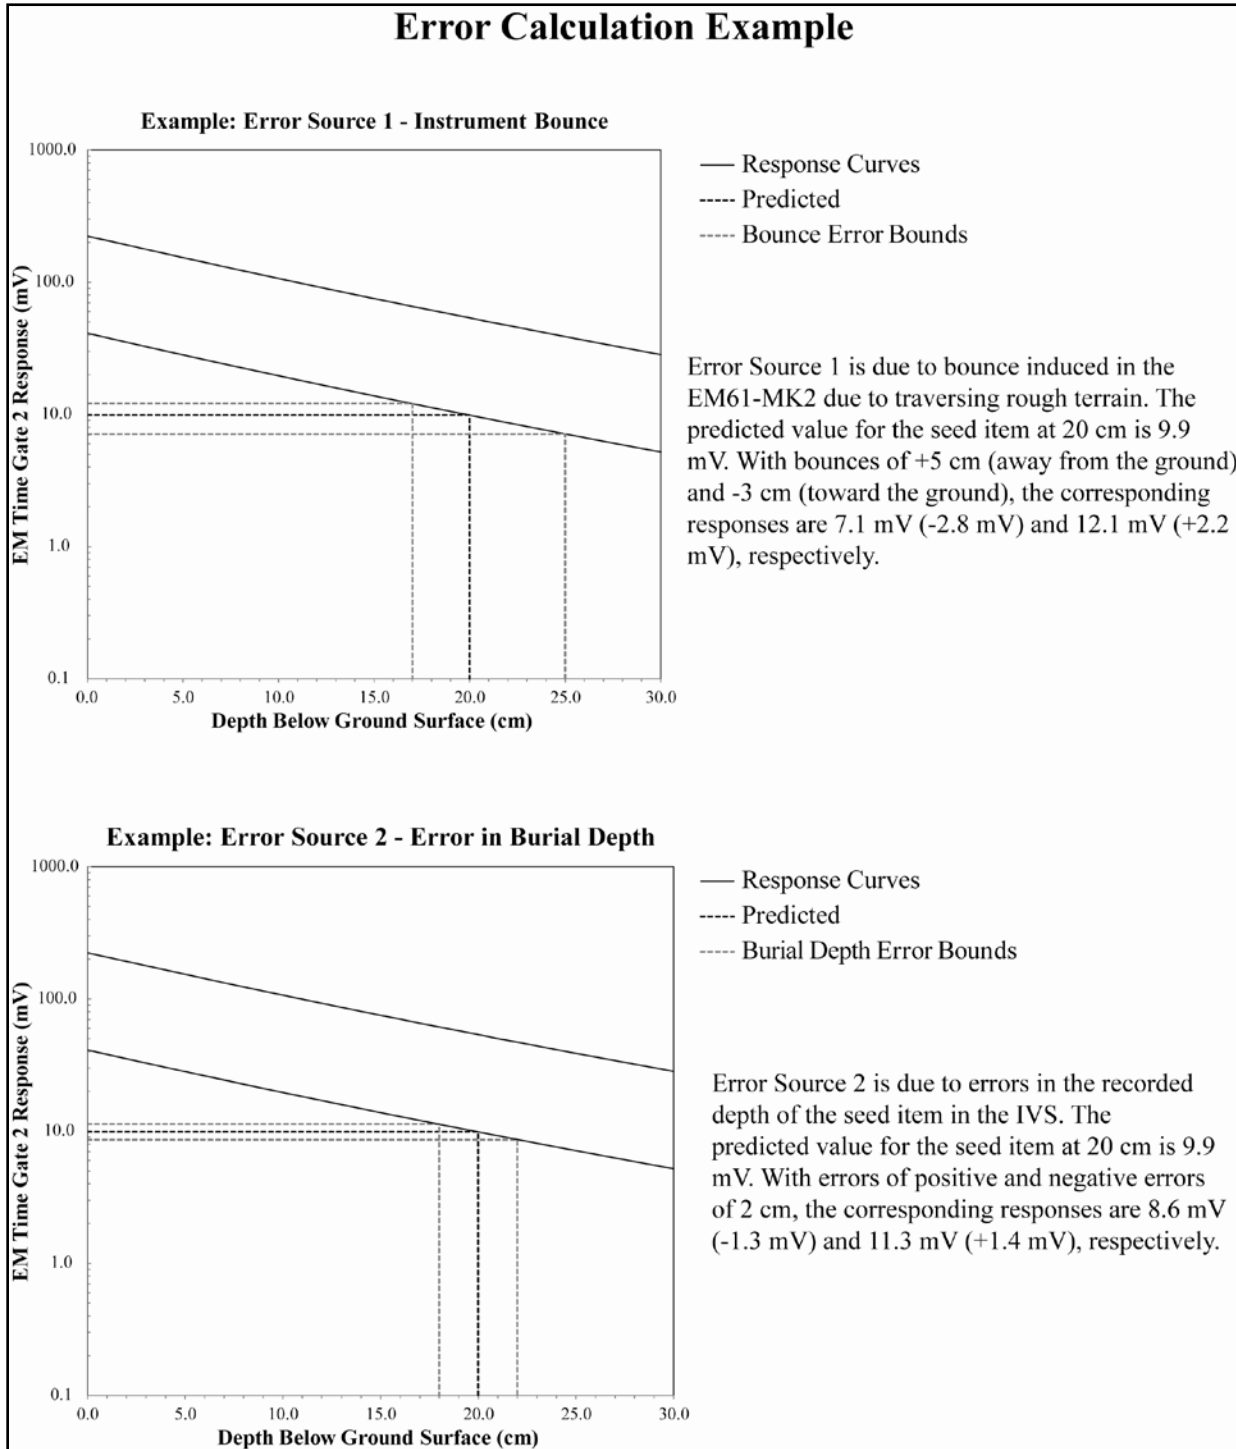 Error Calculation Example
Example: Error Source 1 - Instrument Bounce
EM Time Gate 2 Response (mV)
1000.0
100.0
10.0
1.0
0.1
0.0 5.0 10.0 15.0 20.0 25.0 30.0
Depth Below Ground Surface (cm)
Response Curves
Predicted
Bounce Error Bounds
Error Source 1 is due to bounce induced in the
EM61-MK2 due to traversing rough terrain. The
predicted value for the seed item at 20 cm is 9.9
mV. With bounces of +5 cm (away from the ground)
and -3 cm (toward the ground), the corresponding
responses are 7.1 mV (-2.8 mV) and 12.1 mV (+2.2
mV), respectively.
Example: Error Source 2 - Error in Burial Depth
EM Time Gate 2 Response (mV)
1000.0
100.0
10.0
1.0
0.1
0.0 5.0 10.0 15.0 20.0 25.0 30.0
Depth Below Ground Surface (cm)
Response Curves
Predicted
Burial Depth Error Bounds
Error Source 2 is due to errors in the recorded
depth of the seed item in the IVS. The
predicted value for the seed item at 20 cm is 9.9
mV. With errors of positive and negative errors
of 2 cm, the corresponding responses are 8.6 mV
(-1.3 mV) and 11.3 mV (+1.4 mV), respectively.